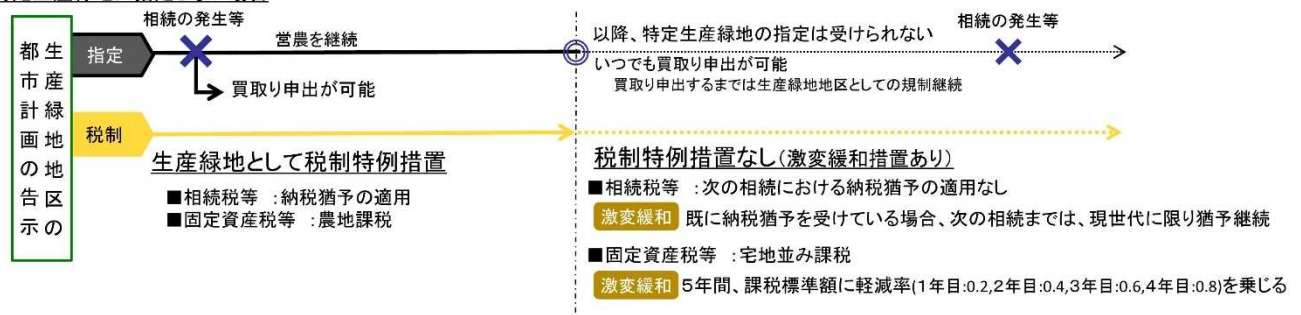 生産緑地地区の
都市計画の告示
指定
相続の発生等
営農を継続
買取り申出が可能
以降、特定生産緑地の指定は受けられない
相続の発生等
いつでも買取り申出が可能
買取り申出するまでは生産緑地地区としての規制継続
税制
生産緑地として税制特例措置
■相続税等 :納税猶予の適用
■固定資産税等 :農地課税
税制特例措置なし(激変緩和措置あり)
■相続税等 :次の相続における納税猶予の適用なし
激変緩和 既に納税猶予を受けている場合、次の相続までは、現世代に限り猶予継続
■固定資産税等 :宅地並み課税
激変緩和 5年間、課税標準額に軽減率(1年目:0.2,2年目:0.4,3年目:0.6,4年目:0.8)を乗じる